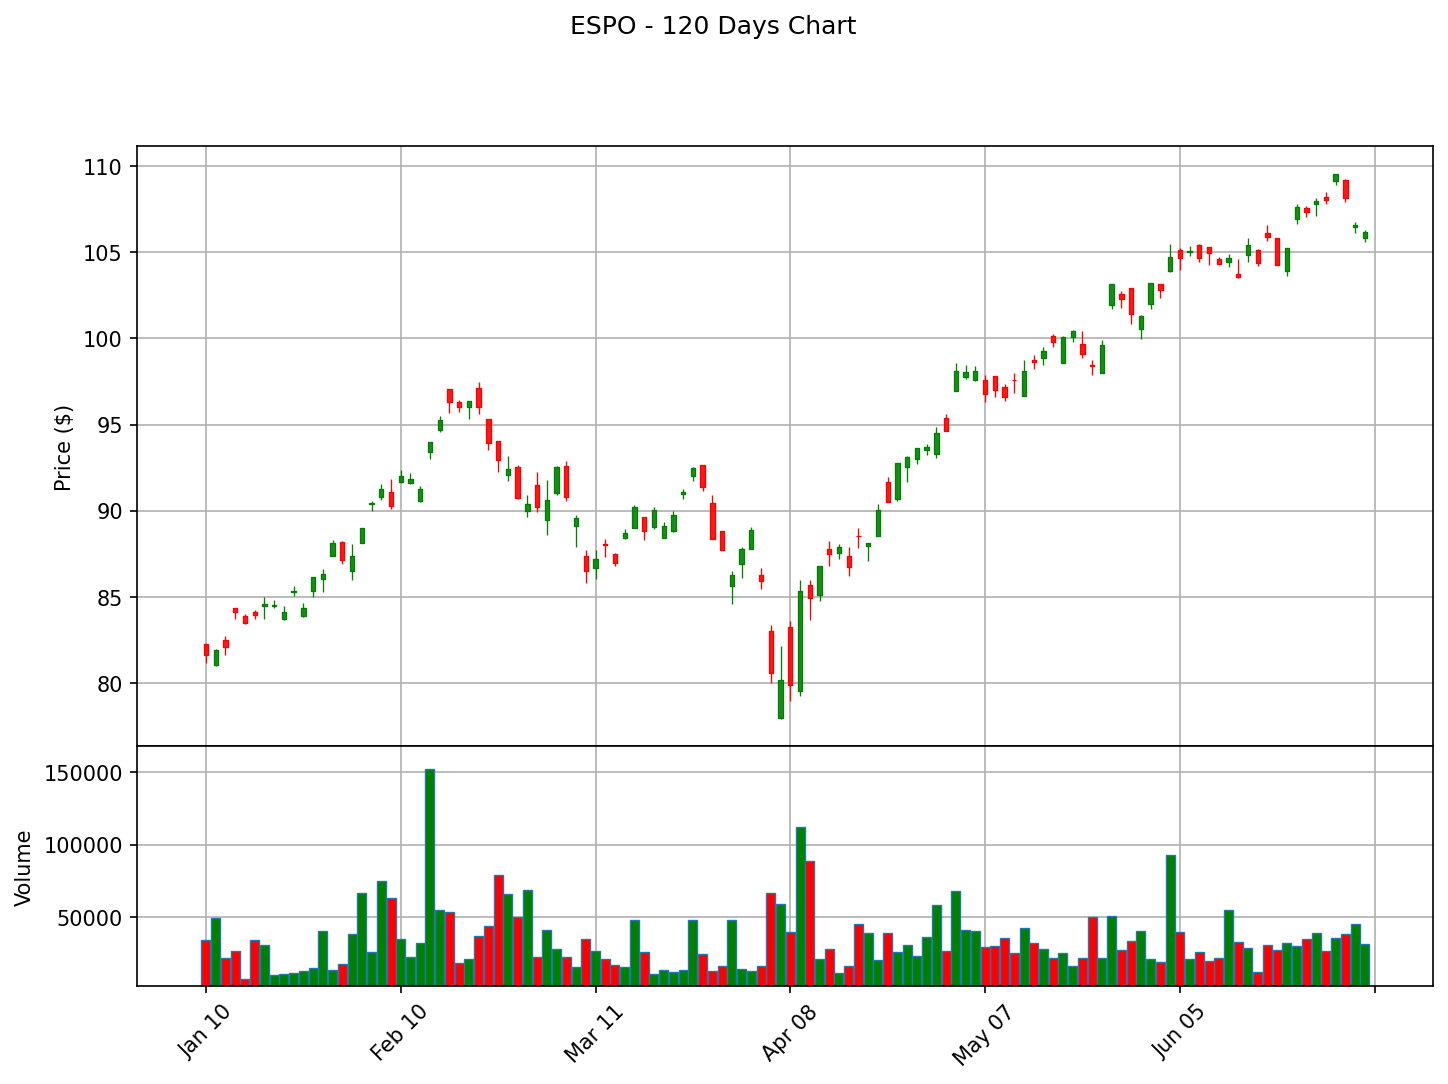 ESPO - 120 Days Chart
110
105
100
95
90
85
80
Price ($)
150000
100000
50000
Volume
Jan 10
Feb 10
Mar 11
Apr 08
May 07
Jun 05